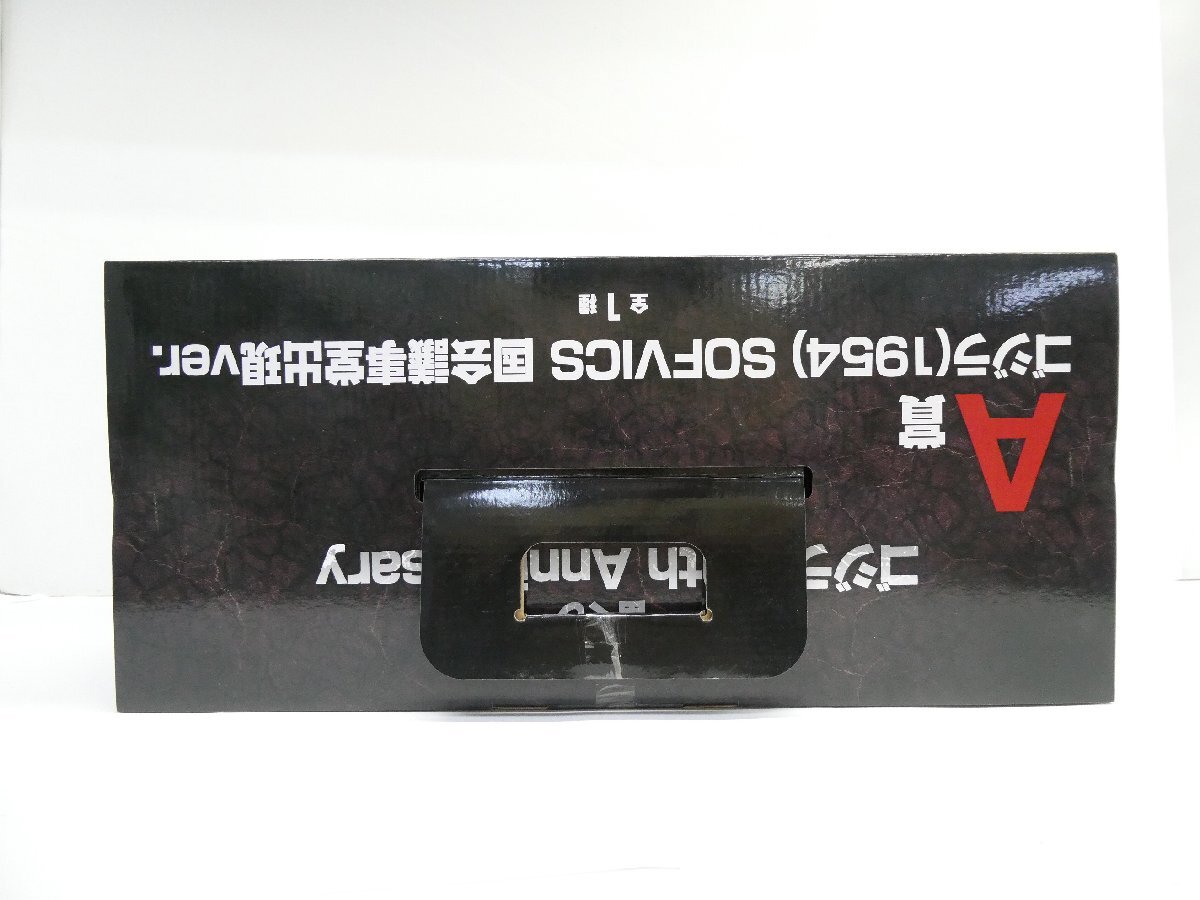 ゴジラ th Ann sary
A賞
ゴジラ(1954) SOFVICS 国会議事堂出現ver.
全1種